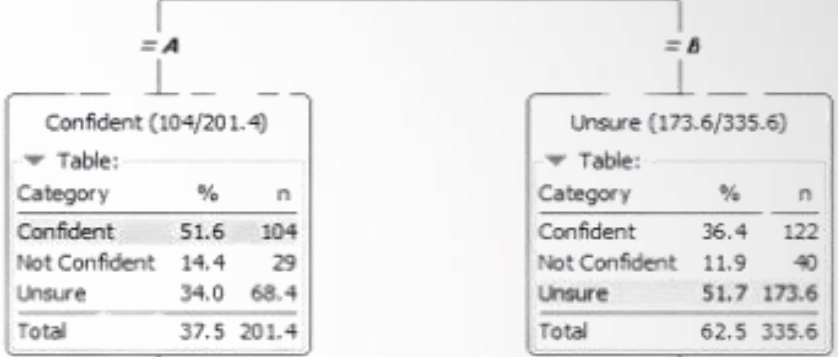 = A
= B
Confident (104/201.4)
Table:
Category % n
Confident 51.6 104
Not Confident 14.4 29
Unsure 34.0 68.4
Total 37.5 201.4
Unsure (173.6/335.6)
Table:
Category % n
Confident 36.4 122
Not Confident 11.9 40
Unsure 51.7 173.6
Total 62.5 335.6